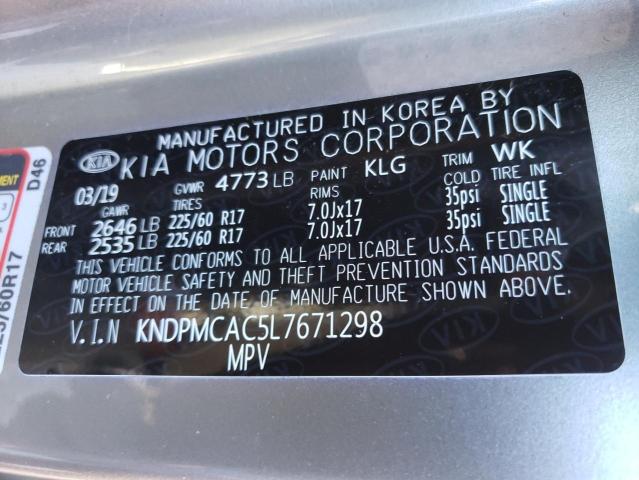 MANUFACTURED IN KOREA BY
KIA KIA MOTORS CORPORATION
03/19 GVWR 4773 LB PAINT KLG TRIM WK
GAWR TIRES RIMS COLD TIRE INFL
FRONT 2646 LB 225/60 R17 7.0Jx17 35psi SINGLE
REAR 2535 LB 225/60 R17 7.0Jx17 35psi SINGLE
THIS VEHICLE CONFORMS TO ALL APPLICABLE U.S.A. FEDERAL
MOTOR VEHICLE SAFETY AND THEFT PREVENTION STANDARDS
IN EFFECT ON THE DATE OF MANUFACTURE SHOWN ABOVE.
V.I.N KNDPMCAC5L7671298
MPV
D46
3